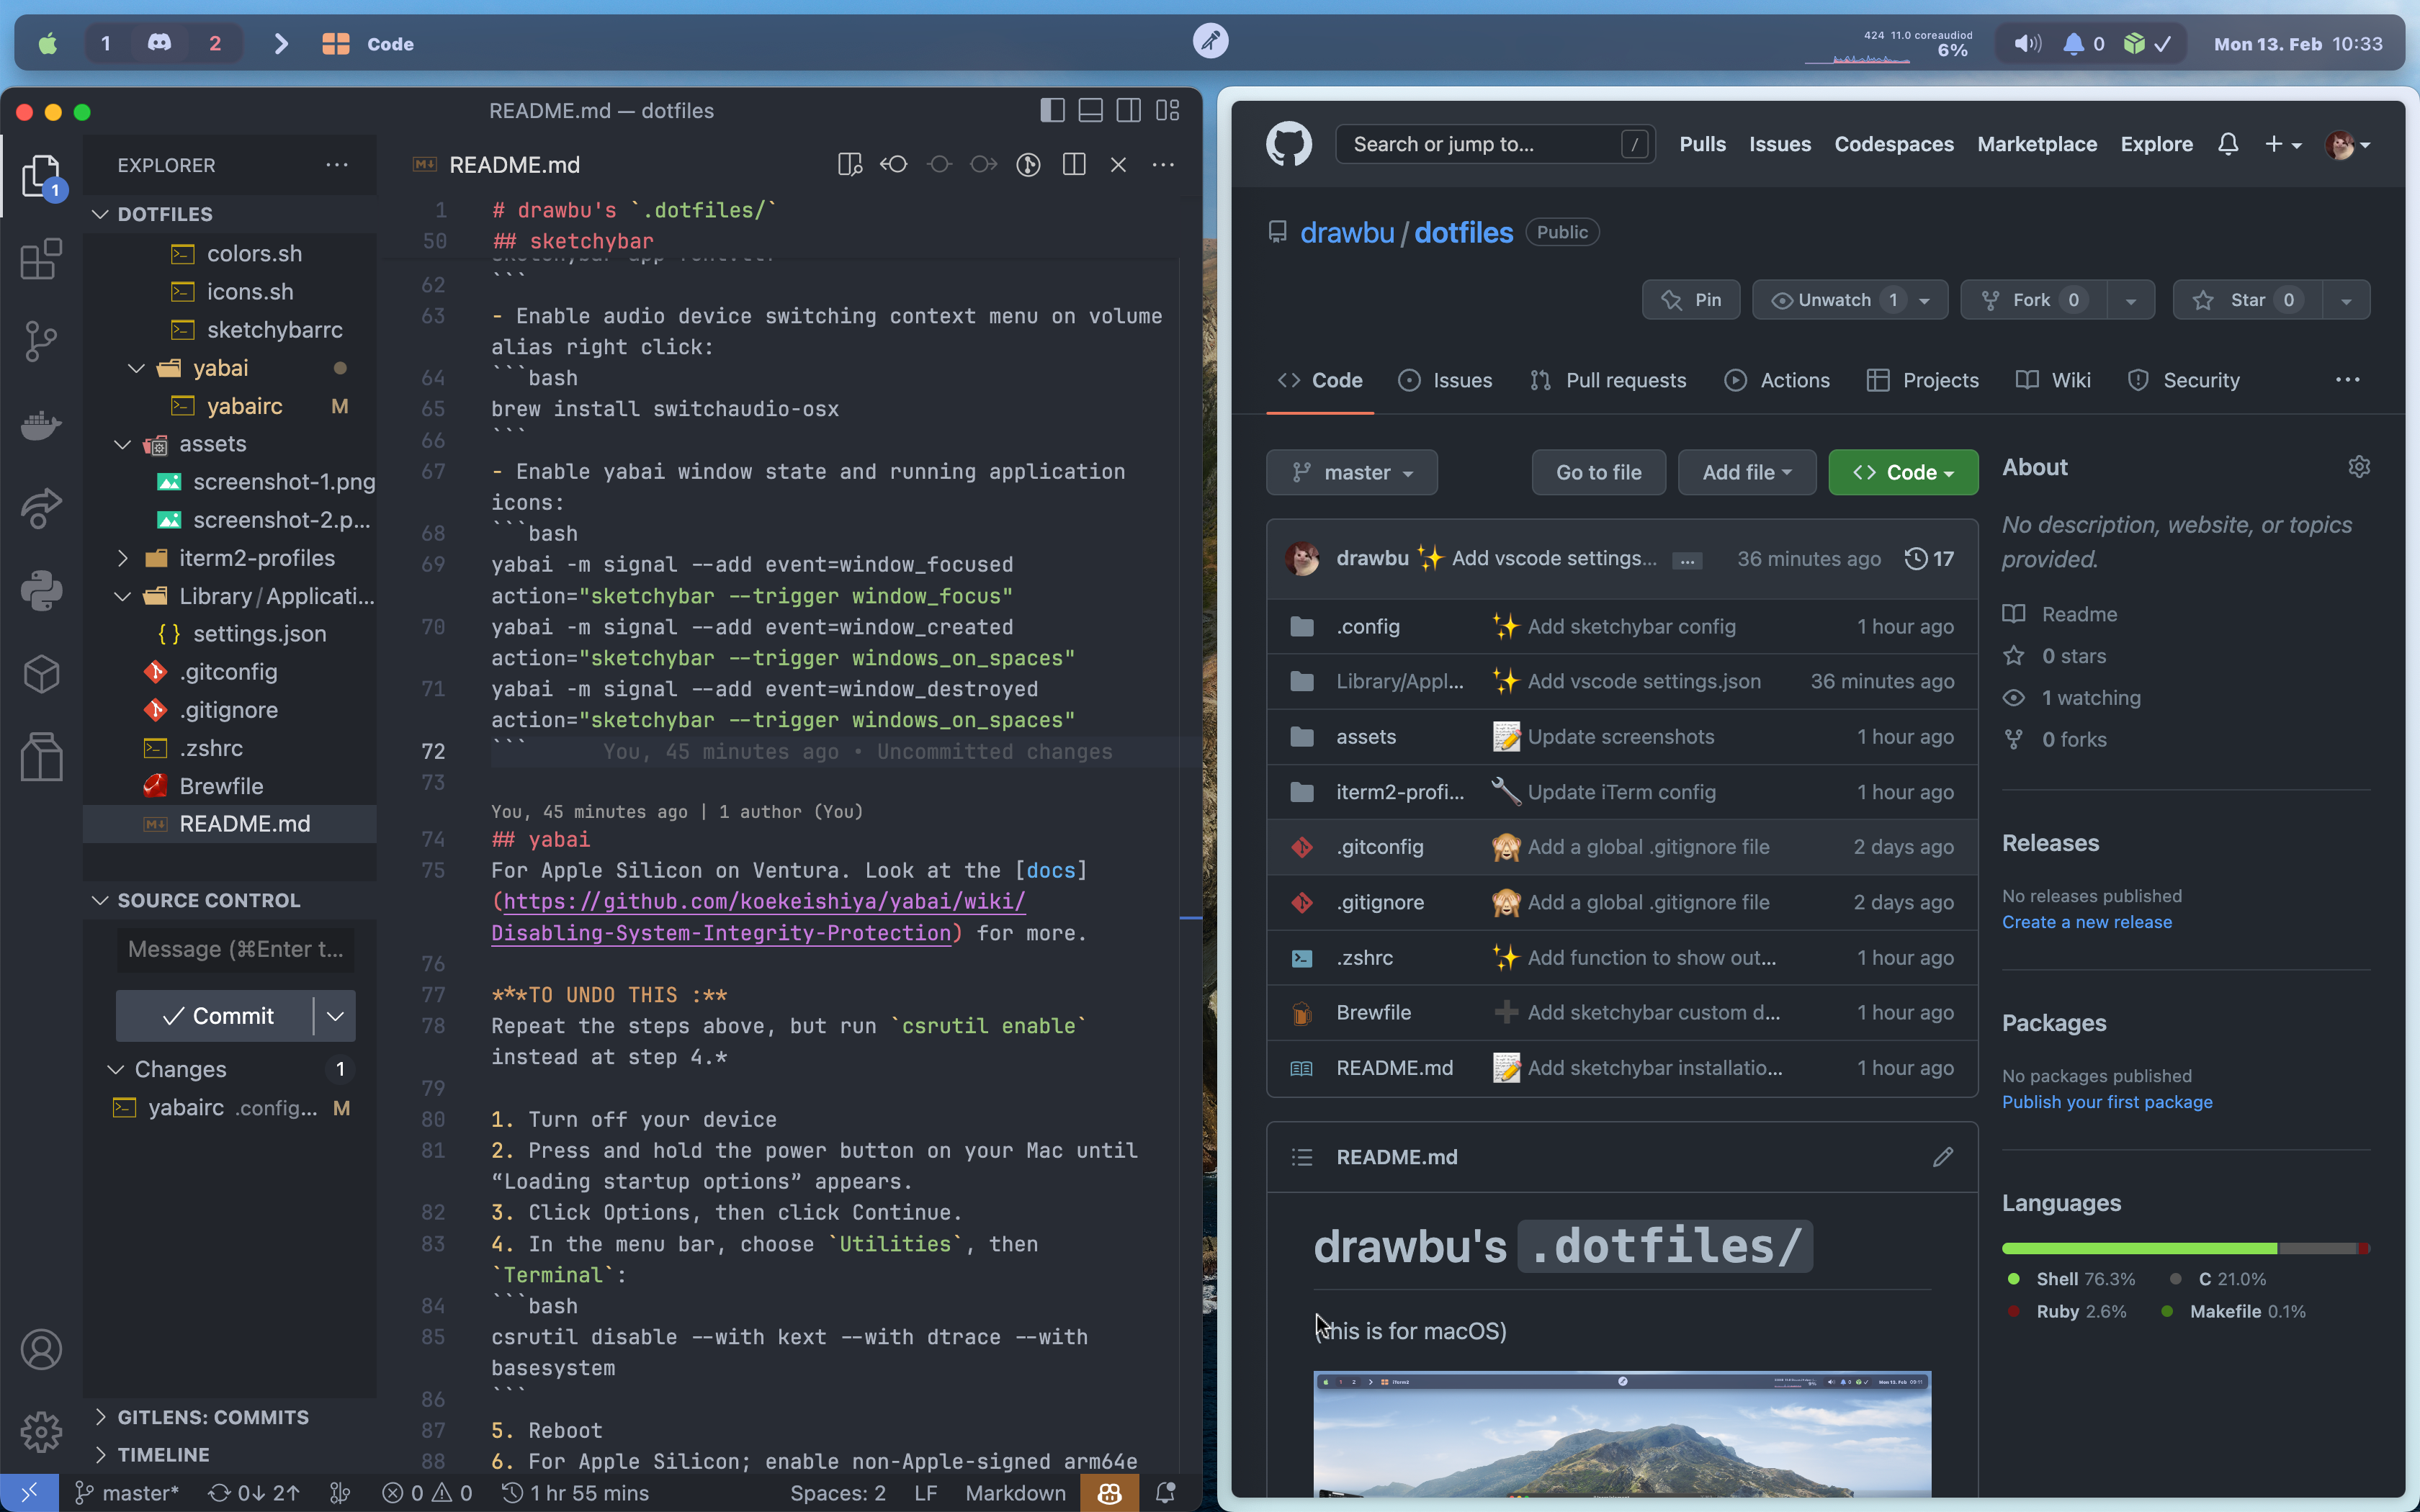 1 2 Code
424 11.0 coreaudiod
6%
0
Mon 13. Feb 10:33
README.md — dotfiles
EXPLORER
DOTFILES
colors.sh
icons.sh
sketchybarrc
yabai
yabairc M
assets
screenshot-1.png
screenshot-2.p...
iterm2-profiles
Library/Applicati...
settings.json
.gitconfig
.gitignore
.zshrc
Brewfile
README.md
SOURCE CONTROL
Message (⌘Enter t...
Commit
Changes 1
yabairc .config... M
GITLENS: COMMITS
TIMELINE
README.md
1 # drawbu's `.dotfiles/`
50 ## sketchybar
62 ```
63 - Enable audio device switching context menu on volume
alias right click:
64 ```bash
65 brew install switchaudio-osx
66 ```
67 - Enable yabai window state and running application
icons:
68 ```bash
69 yabai -m signal --add event=window_focused
action="sketchybar --trigger window_focus"
70 yabai -m signal --add event=window_created
action="sketchybar --trigger windows_on_spaces"
71 yabai -m signal --add event=window_destroyed
action="sketchybar --trigger windows_on_spaces"
72 ``` You, 45 minutes ago • Uncommitted changes
73
You, 45 minutes ago | 1 author (You)
74 ## yabai
75 For Apple Silicon on Ventura. Look at the [docs]
(https://github.com/koekeishiya/yabai/wiki/
Disabling-System-Integrity-Protection) for more.
76
77 ***TO UNDO THIS :**
78 Repeat the steps above, but run `csrutil enable`
instead at step 4.*
79
80 1. Turn off your device
81 2. Press and hold the power button on your Mac until
“Loading startup options” appears.
82 3. Click Options, then click Continue.
83 4. In the menu bar, choose `Utilities`, then
`Terminal`:
84 ```bash
85 csrutil disable --with kext --with dtrace --with
basesystem
86 ```
87 5. Reboot
88 6. For Apple Silicon; enable non-Apple-signed arm64e
master* 0↓ 2↑ 0 0 1 hr 55 mins Spaces: 2 LF Markdown
Search or jump to... / Pulls Issues Codespaces Marketplace Explore
drawbu / dotfiles Public
Pin Unwatch 1 Fork 0 Star 0
Code Issues Pull requests Actions Projects Wiki Security
master Go to file Add file Code
drawbu ✨ Add vscode settings... ... 36 minutes ago 17
.config ✨ Add sketchybar config 1 hour ago
Library/Appl... ✨ Add vscode settings.json 36 minutes ago
assets 📝 Update screenshots 1 hour ago
iterm2-profi... 🔧 Update iTerm config 1 hour ago
.gitconfig 🙈 Add a global .gitignore file 2 days ago
.gitignore 🙈 Add a global .gitignore file 2 days ago
.zshrc ✨ Add function to show out... 1 hour ago
Brewfile ➕ Add sketchybar custom d... 1 hour ago
README.md 📝 Add sketchybar installatio... 1 hour ago
README.md
drawbu's .dotfiles/
(this is for macOS)
About
No description, website, or topics
provided.
Readme
0 stars
1 watching
0 forks
Releases
No releases published
Create a new release
Packages
No packages published
Publish your first package
Languages
Shell 76.3% C 21.0%
Ruby 2.6% Makefile 0.1%